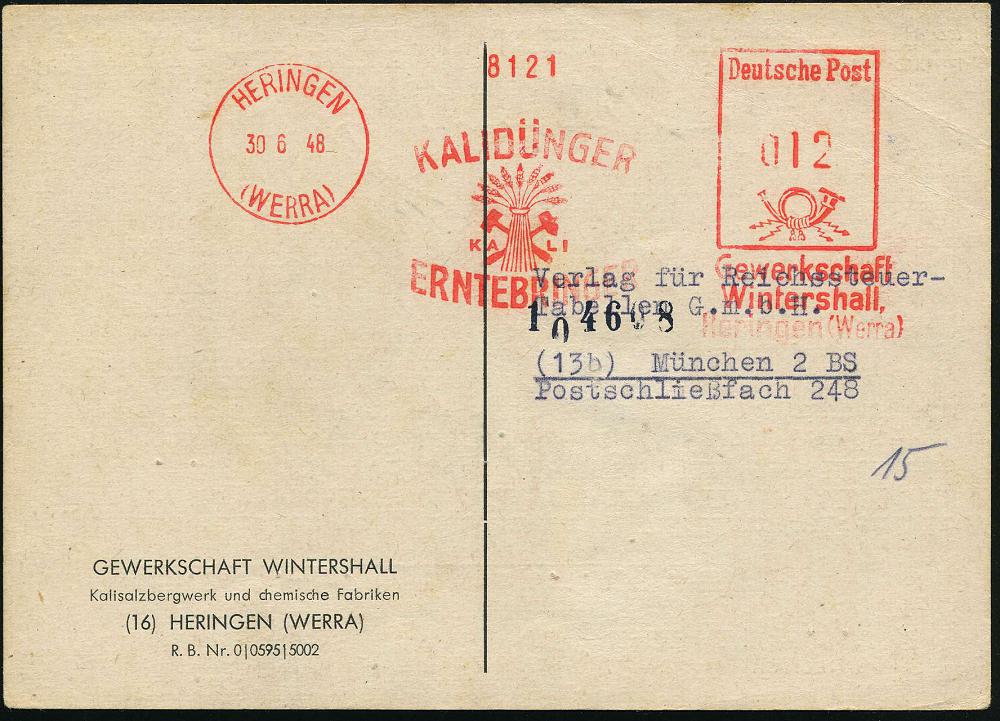 HERINGEN
30 6 48
(WERRA)
8121
KALIDÜNGER
KALI
ERNTEBRINGER
Deutsche Post
012
Gewerkschaft
Wintershall,
Heringen (Werra)
Verlag für Reichssteuer-
Tabellen G.m.b.H.
104698
(13b) München 2 BS
Postschließfach 248
15
GEWERKSCHAFT WINTERSHALL
Kalisalzbergwerk und chemische Fabriken
(16) HERINGEN (WERRA)
R. B. Nr. 0|0595|5002